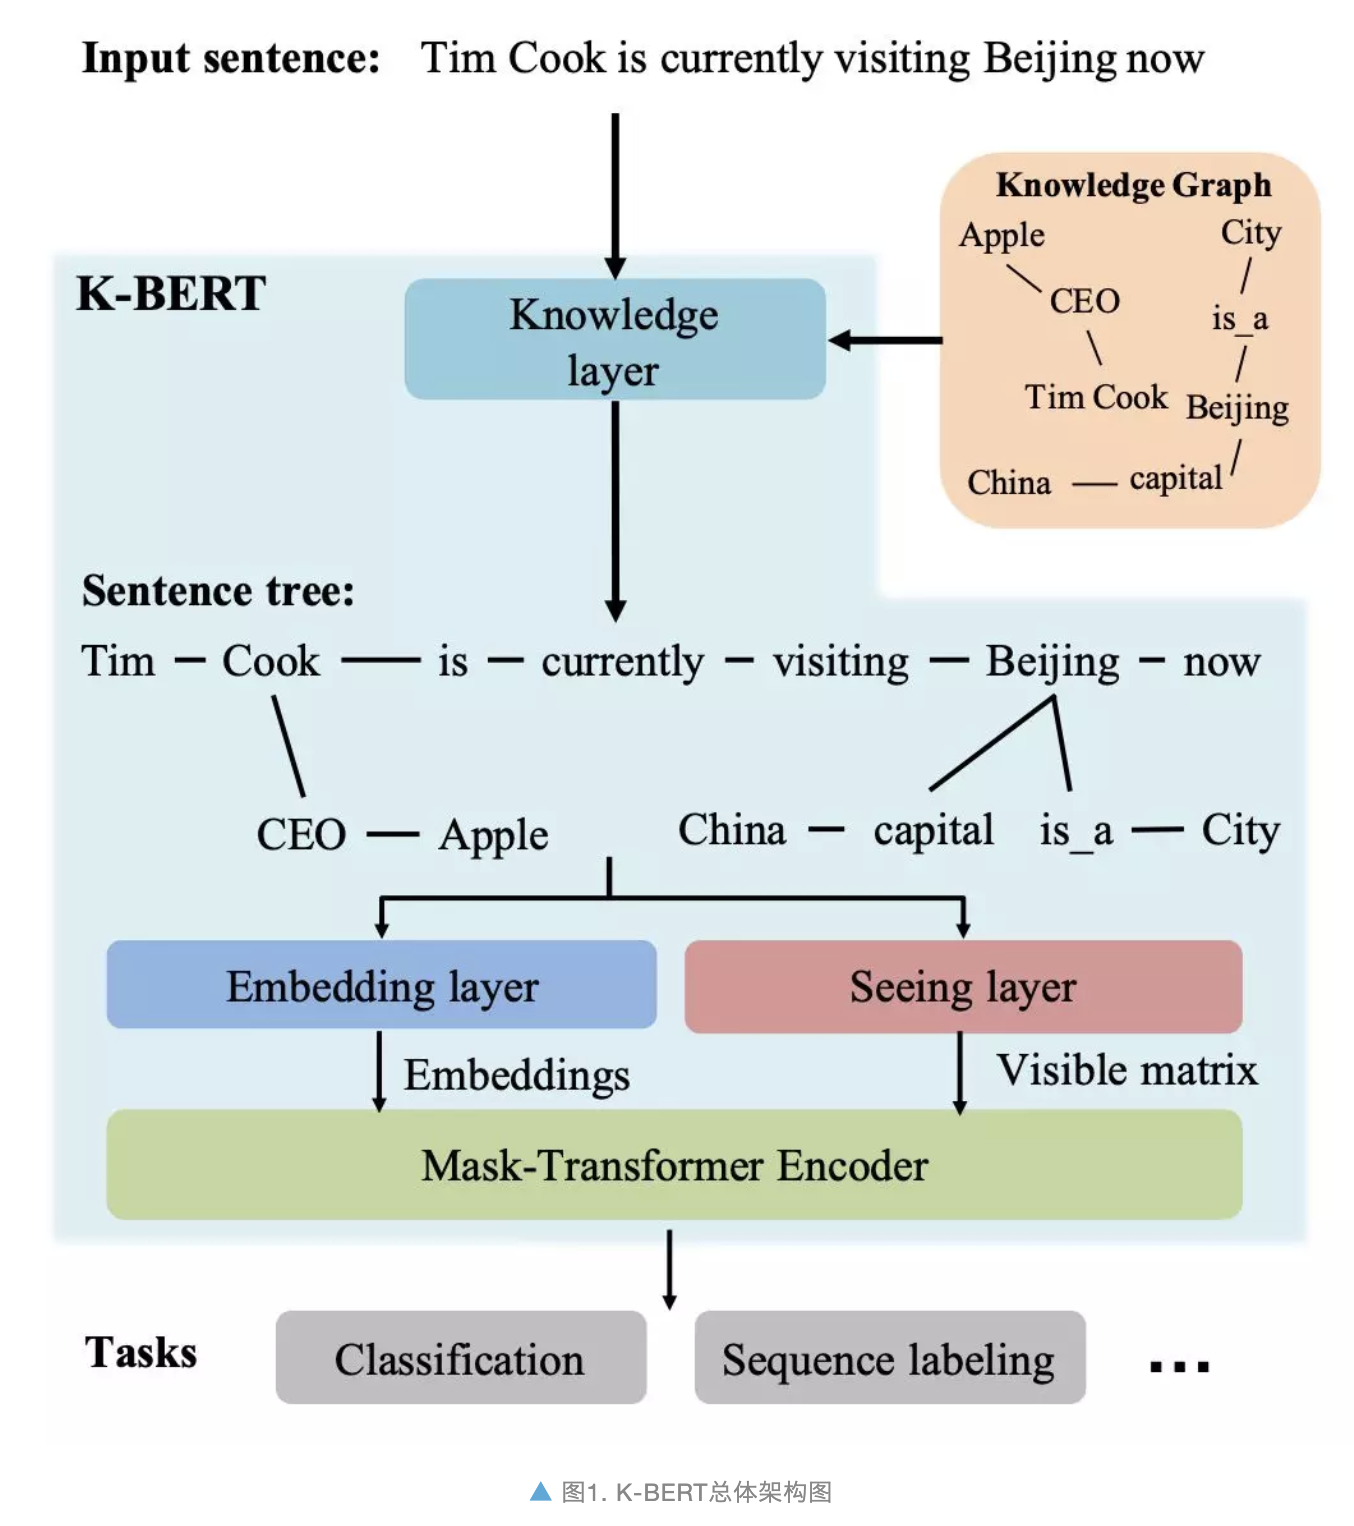 Input sentence: Tim Cook is currently visiting Beijing now
Knowledge Graph
Apple City
CEO
is_a
Tim Cook Beijing
China capital
K-BERT
Knowledge
layer
Sentence tree:
Tim Cook is currently visiting Beijing now
CEO Apple China capital is_a City
Embedding layer Seeing layer
Embeddings Visible matrix
Mask-Transformer Encoder
Tasks Classification Sequence labeling ...
▲ 图1. K-BERT总体架构图